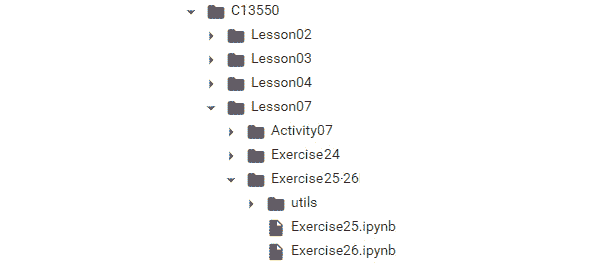 C13550
Lesson02
Lesson03
Lesson04
Lesson07
Activity07
Exercise24
Exercise25-26
utils
Exercise25.ipynb
Exercise26.ipynb